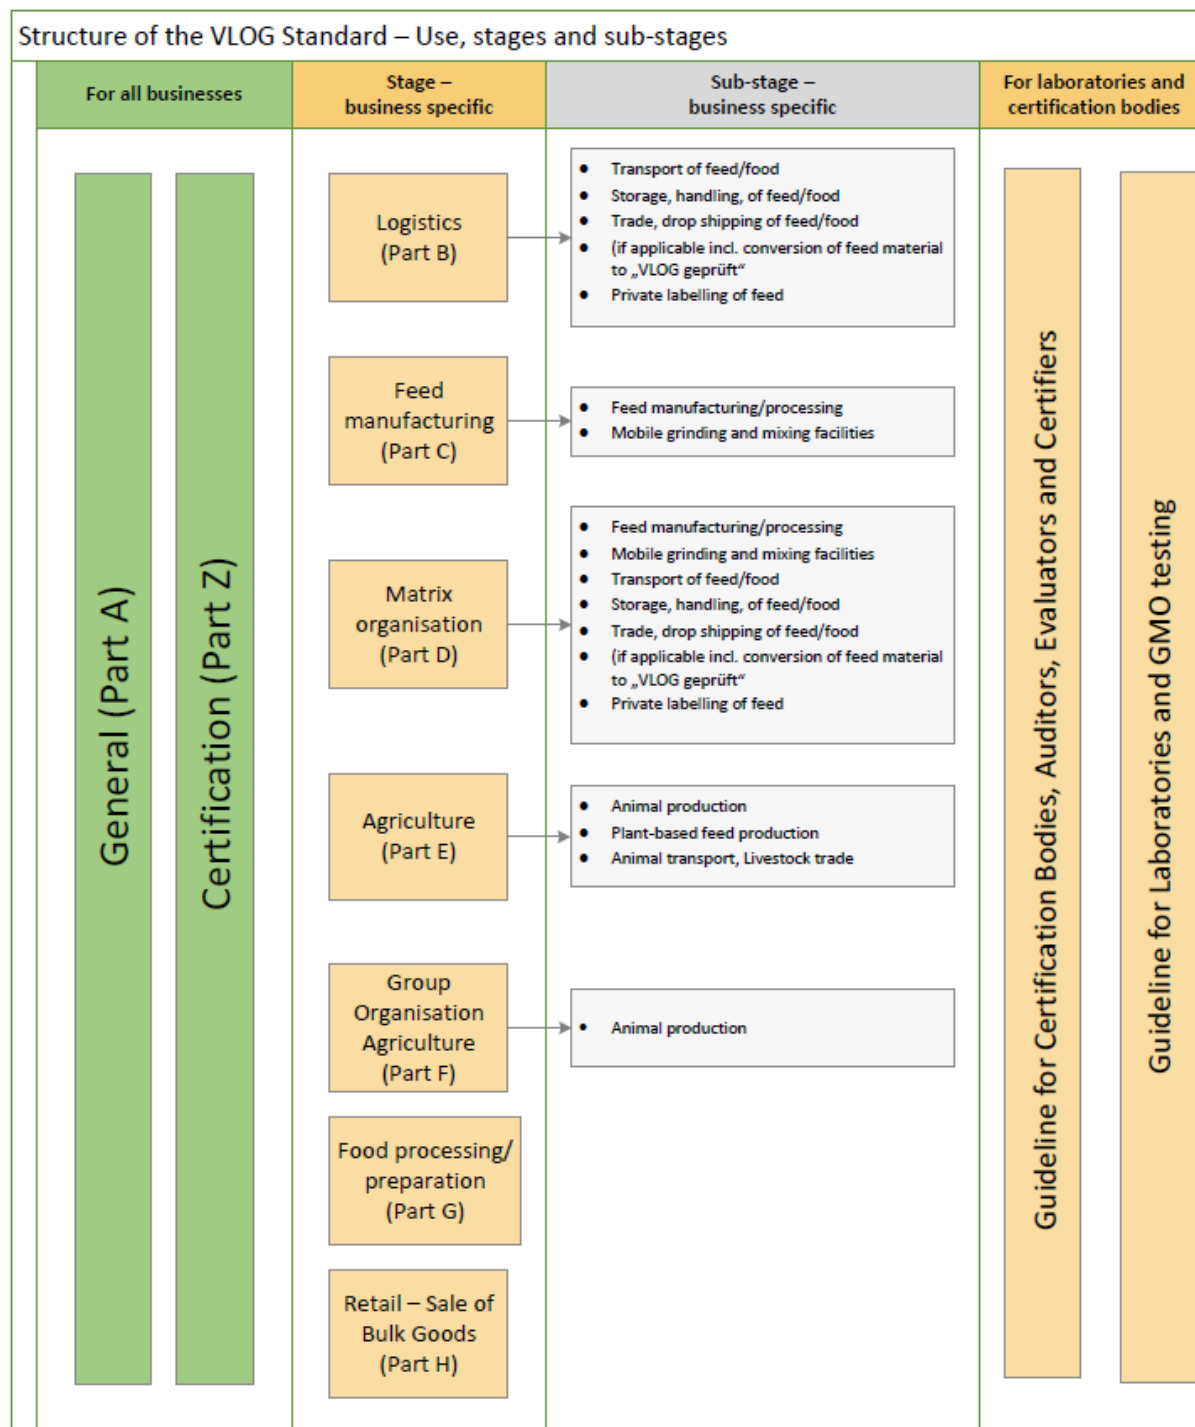 Structure of the VLOG Standard – Use, stages and sub-stages
For all businesses
Stage –
business specific
Sub-stage –
business specific
For laboratories and
certification bodies
General (Part A)
Certification (Part Z)
Logistics
(Part B)
• Transport of feed/food
• Storage, handling, of feed/food
• Trade, drop shipping of feed/food
• (if applicable incl. conversion of feed material
to „VLOG geprüft“
• Private labelling of feed
Feed
manufacturing
(Part C)
• Feed manufacturing/processing
• Mobile grinding and mixing facilities
Matrix
organisation
(Part D)
• Feed manufacturing/processing
• Mobile grinding and mixing facilities
• Transport of feed/food
• Storage, handling, of feed/food
• Trade, drop shipping of feed/food
• (if applicable incl. conversion of feed material
to „VLOG geprüft“
• Private labelling of feed
Agriculture
(Part E)
• Animal production
• Plant-based feed production
• Animal transport, Livestock trade
Group
Organisation
Agriculture
(Part F)
• Animal production
Food processing/
preparation
(Part G)
Retail – Sale of
Bulk Goods
(Part H)
Guideline for Certification Bodies, Auditors, Evaluators and Certifiers
Guideline for Laboratories and GMO testing